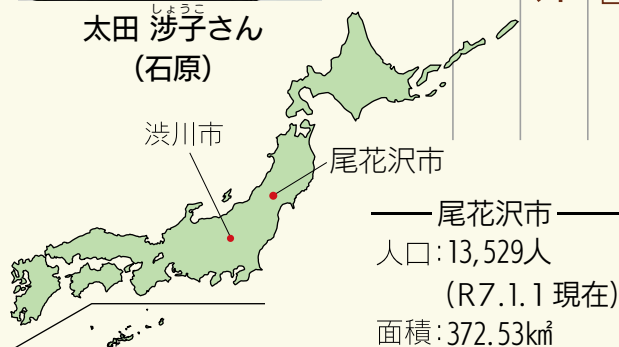 しょうこ
太田 渉子さん
（石原）
渋川市
尾花沢市
尾花沢市
人口：13,529人
（R7.1.1 現在）
面積：372.53㎢